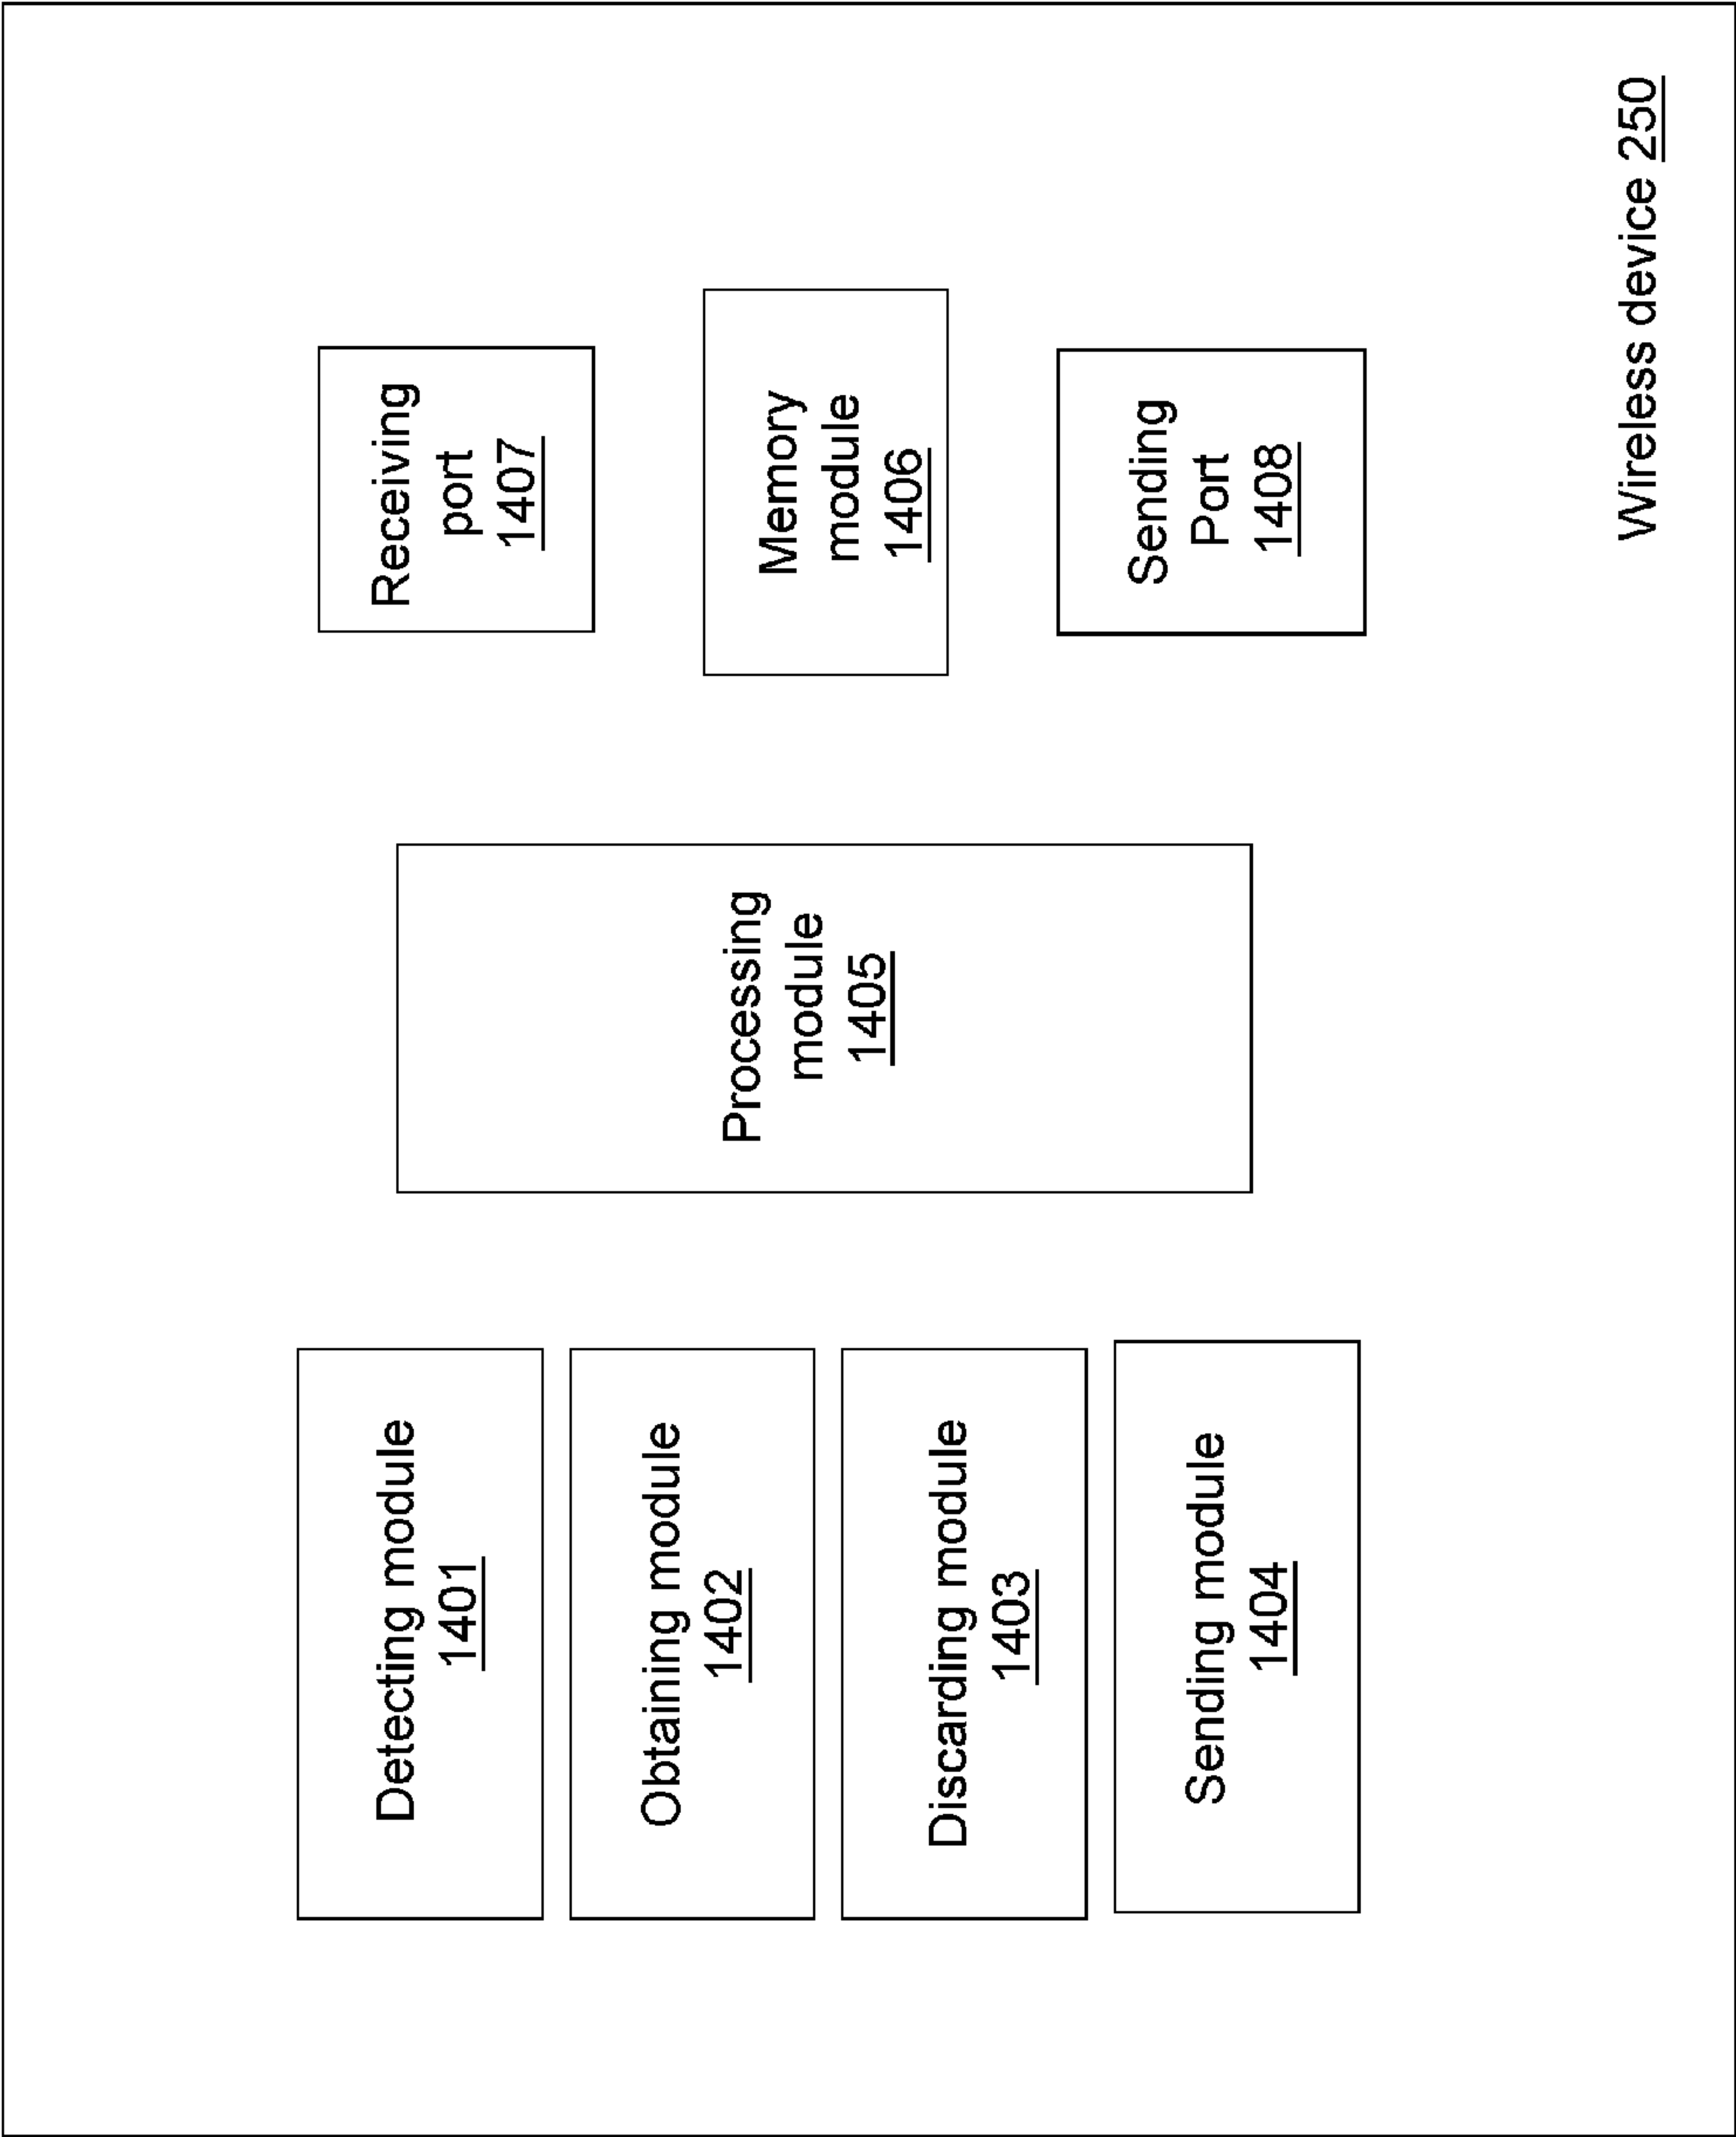 Detecting module
1401
Obtaining module
1402
Discarding module
1403
Sending module
1404
Processing
module
1405
Receiving
port
1407
Memory
module
1406
Sending
Port
1408
Wireless device 250